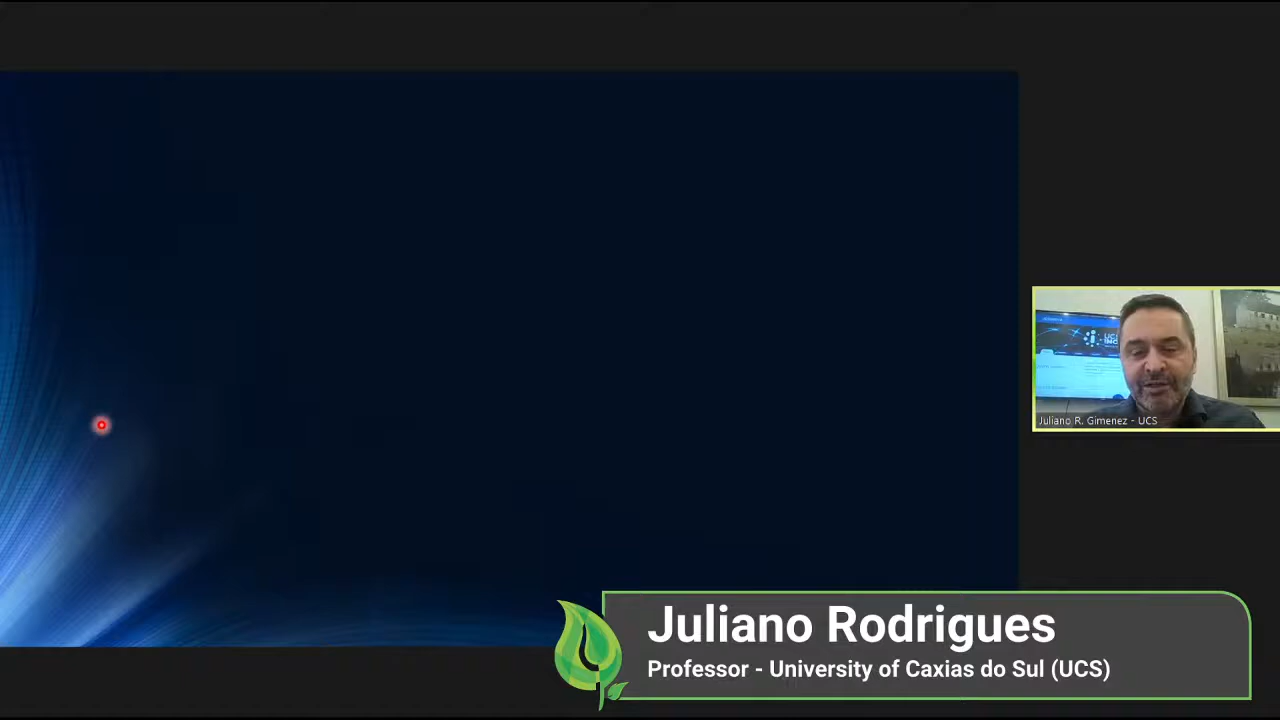 Juliano R. Gimenez - UCS
Juliano Rodrigues
Professor - University of Caxias do Sul (UCS)